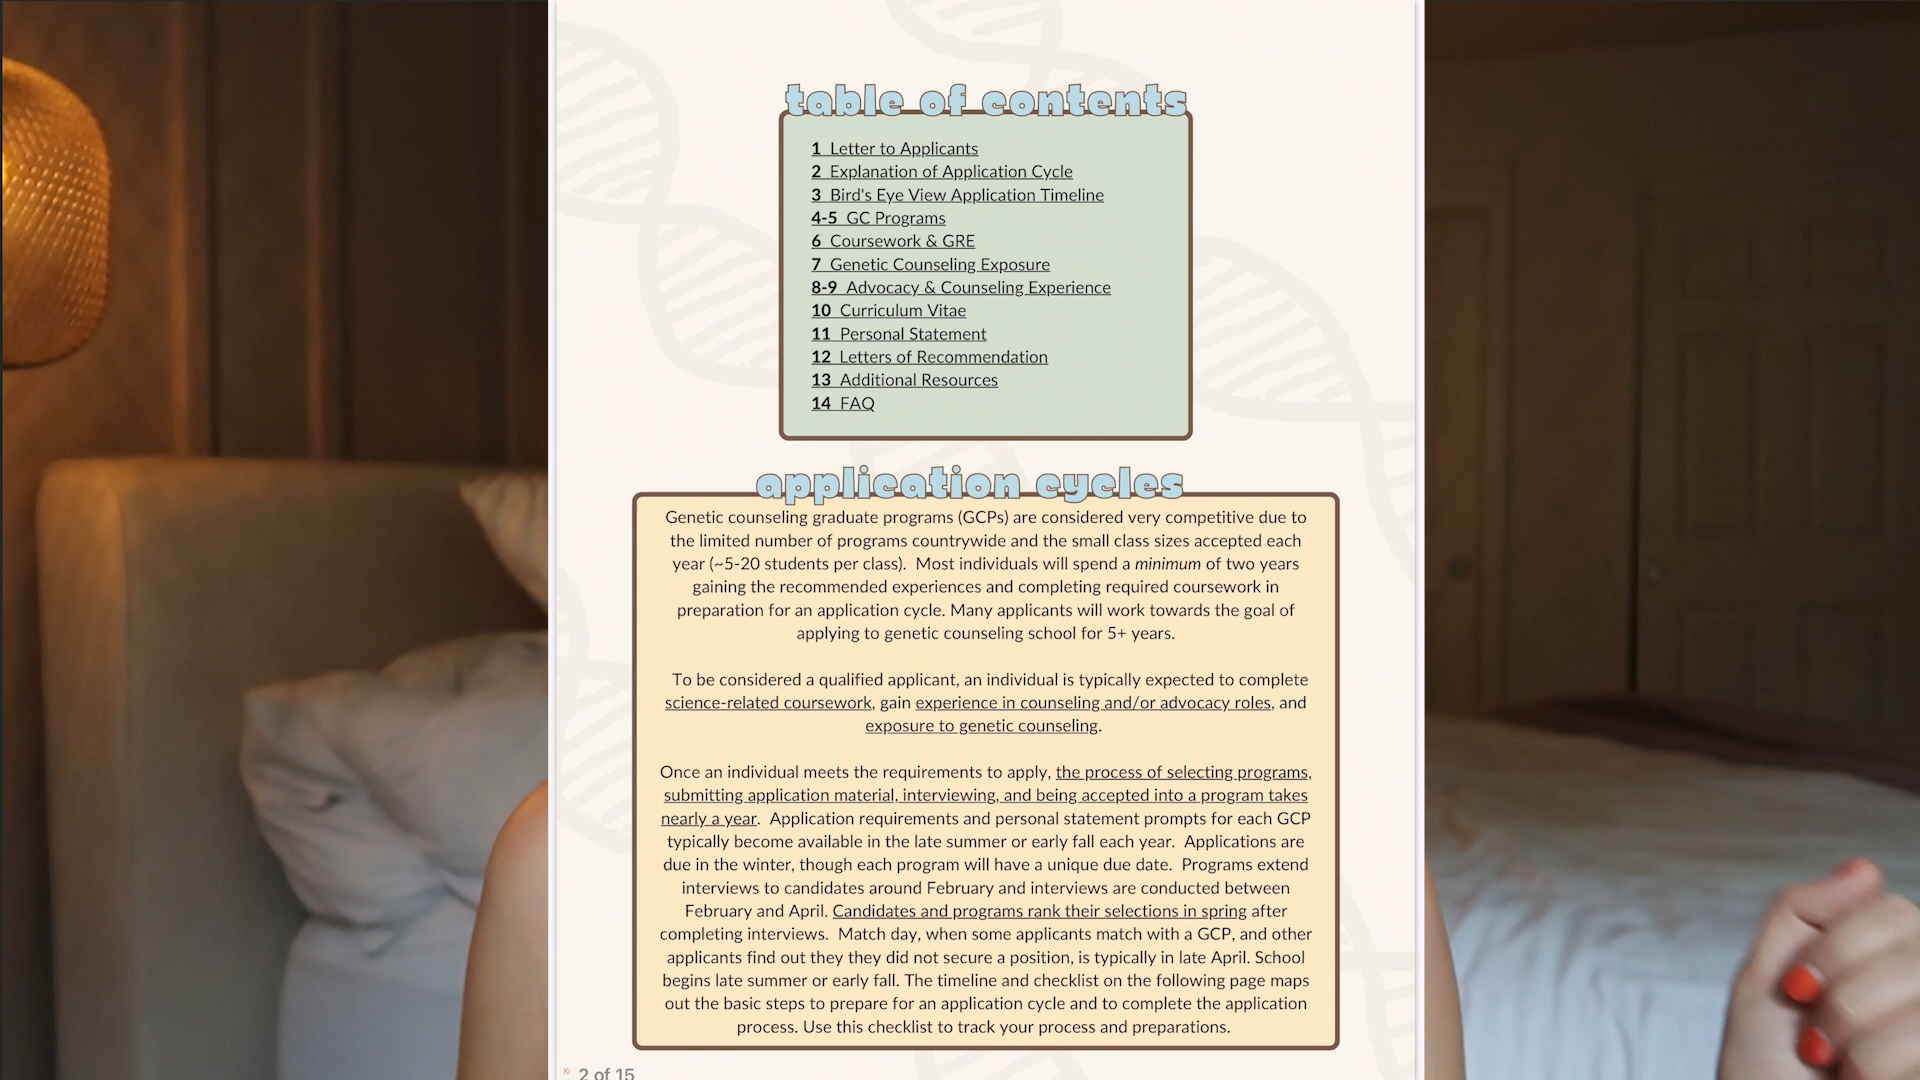 table of contents
1 Letter to Applicants
2 Explanation of Application Cycle
3 Bird's Eye View Application Timeline
4-5 GC Programs
6 Coursework & GRE
7 Genetic Counseling Exposure
8-9 Advocacy & Counseling Experience
10 Curriculum Vitae
11 Personal Statement
12 Letters of Recommendation
13 Additional Resources
14 FAQ
application cycles
Genetic counseling graduate programs (GCPs) are considered very competitive due to
the limited number of programs countrywide and the small class sizes accepted each
year (~5-20 students per class). Most individuals will spend a minimum of two years
gaining the recommended experiences and completing required coursework in
preparation for an application cycle. Many applicants will work towards the goal of
applying to genetic counseling school for 5+ years.
To be considered a qualified applicant, an individual is typically expected to complete
science-related coursework, gain experience in counseling and/or advocacy roles, and
exposure to genetic counseling.
Once an individual meets the requirements to apply, the process of selecting programs,
submitting application material, interviewing, and being accepted into a program takes
nearly a year. Application requirements and personal statement prompts for each GCP
typically become available in the late summer or early fall each year. Applications are
due in the winter, though each program will have a unique due date. Programs extend
interviews to candidates around February and interviews are conducted between
February and April. Candidates and programs rank their selections in spring after
completing interviews. Match day, when some applicants match with a GCP, and other
applicants find out they they did not secure a position, is typically in late April. School
begins late summer or early fall. The timeline and checklist on the following page maps
out the basic steps to prepare for an application cycle and to complete the application
process. Use this checklist to track your process and preparations.
2 of 15